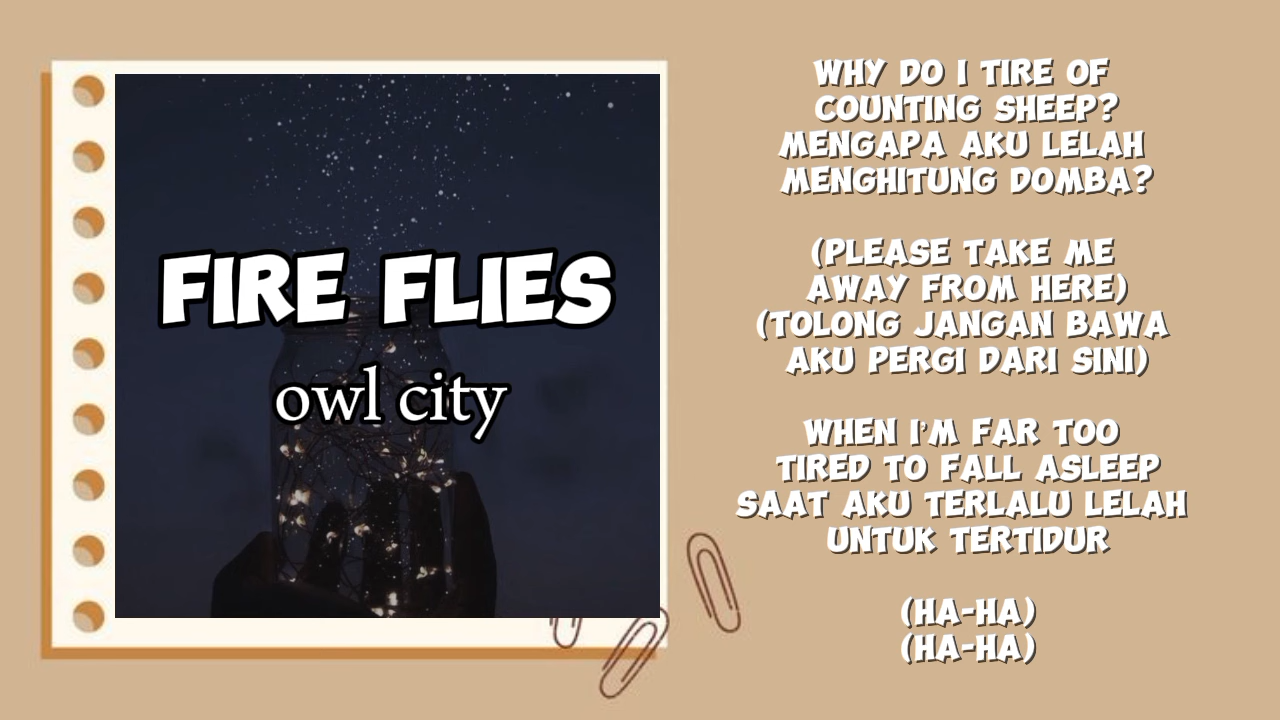 FIRE FLIES
owl city
WHY DO I TIRE OF
COUNTING SHEEP?
MENGAPA AKU LELAH
MENGHITUNG DOMBA?
(PLEASE TAKE ME
AWAY FROM HERE)
(TOLONG JANGAN BAWA
AKU PERGI DARI SINI)
WHEN I'M FAR TOO
TIRED TO FALL ASLEEP
SAAT AKU TERLALU LELAH
UNTUK TERTIDUR
(HA-HA)
(HA-HA)